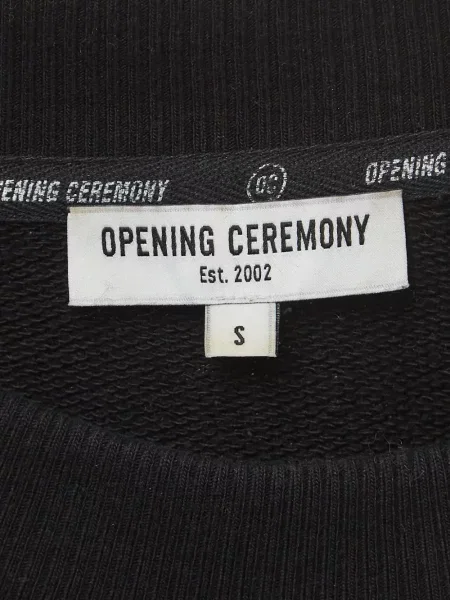 OPENING CEREMONY
OC
OPENING
OPENING CEREMONY
Est. 2002
S